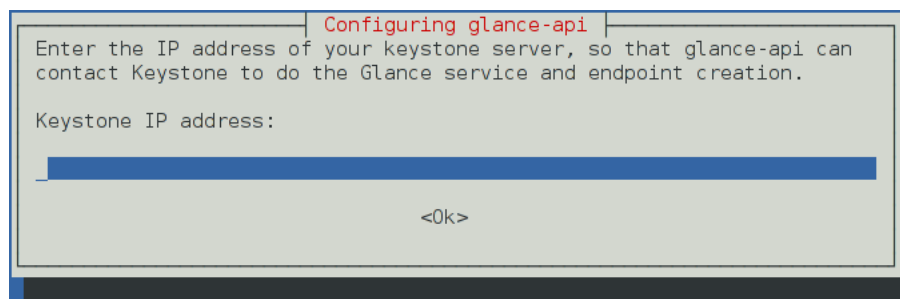 Configuring glance-api
Enter the IP address of your keystone server, so that glance-api can
contact Keystone to do the Glance service and endpoint creation.
Keystone IP address:
<Ok>